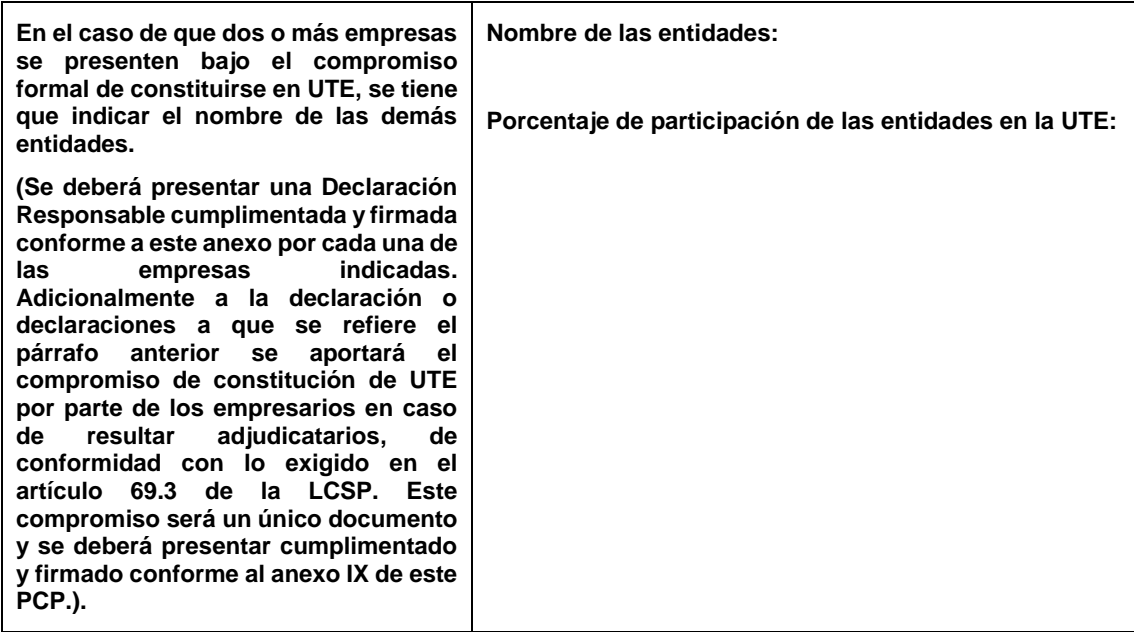 En el caso de que dos o más empresas
se presenten bajo el compromiso
formal de constituirse en UTE, se tiene
que indicar el nombre de las demás
entidades.
(Se deberá presentar una Declaración
Responsable cumplimentada y firmada
conforme a este anexo por cada una de
las empresas indicadas.
Adicionalmente a la declaración o
declaraciones a que se refiere el
párrafo anterior se aportará el
compromiso de constitución de UTE
por parte de los empresarios en caso
de resultar adjudicatarios, de
conformidad con lo exigido en el
artículo 69.3 de la LCSP. Este
compromiso será un único documento
y se deberá presentar cumplimentado
y firmado conforme al anexo IX de este
PCP.).
Nombre de las entidades:
Porcentaje de participación de las entidades en la UTE: